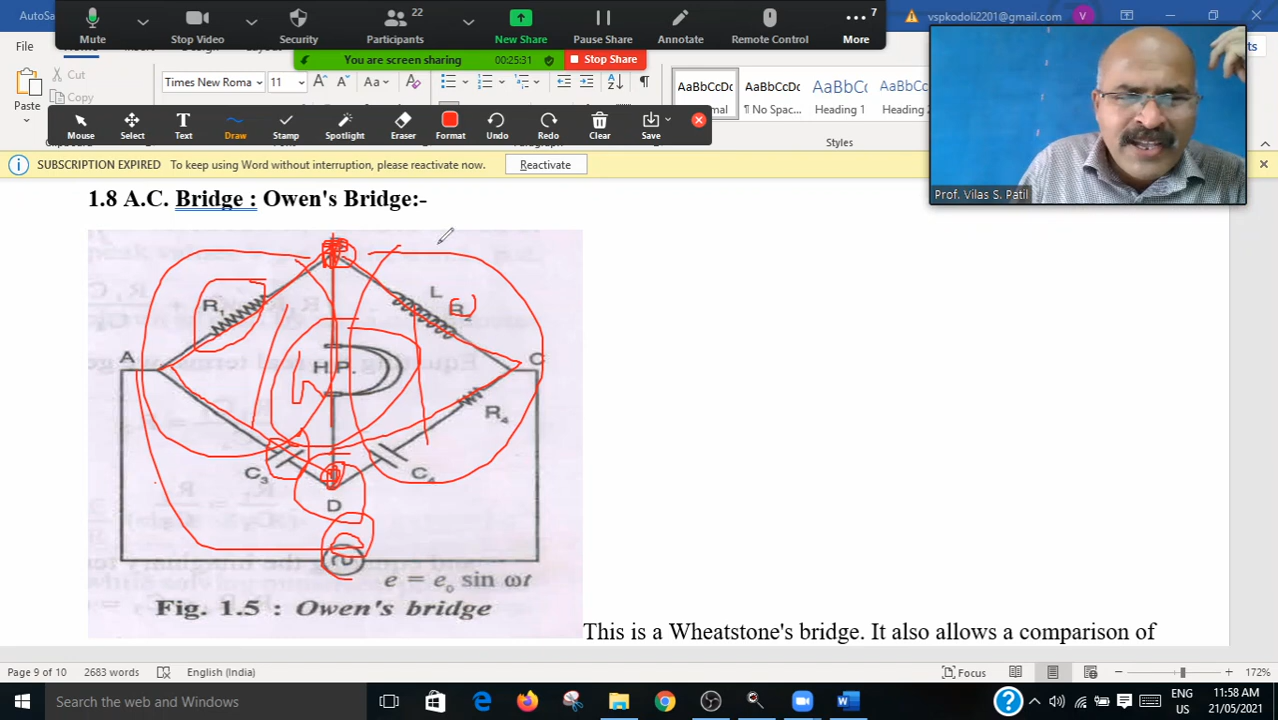 AutoSa
22
7
vspkodoli2201@gmail.com
V
Mute
Stop Video
Security
Participants
New Share
Pause Share
Annotate
Remote Control
More
You are screen sharing
00:25:31
Stop Share
File
Cut
Copy
Paste
Times New Roma
11
Aa
AaBbCcDc
AaBbCcDc
AaBbC
AaBbC
¶ No Spac...
Heading 1
Heading 2
Styles
Mouse
Select
Text
Draw
Stamp
Spotlight
Eraser
Format
Undo
Redo
Clear
Save
SUBSCRIPTION EXPIRED To keep using Word without interruption, please reactivate now.
Reactivate
Prof. Vilas S. Patil
1.8 A.C. Bridge : Owen's Bridge:-
R₁
L
R₂
A
H.P.
C
R₄
C₃
C₄
D
e = e₀ sin ωt
Fig. 1.5 : Owen's bridge
This is a Wheatstone's bridge. It also allows a comparison of
Page 9 of 10
2683 words
English (India)
Focus
172%
Search the Windows
ENG
US
11:58 AM
21/05/2021